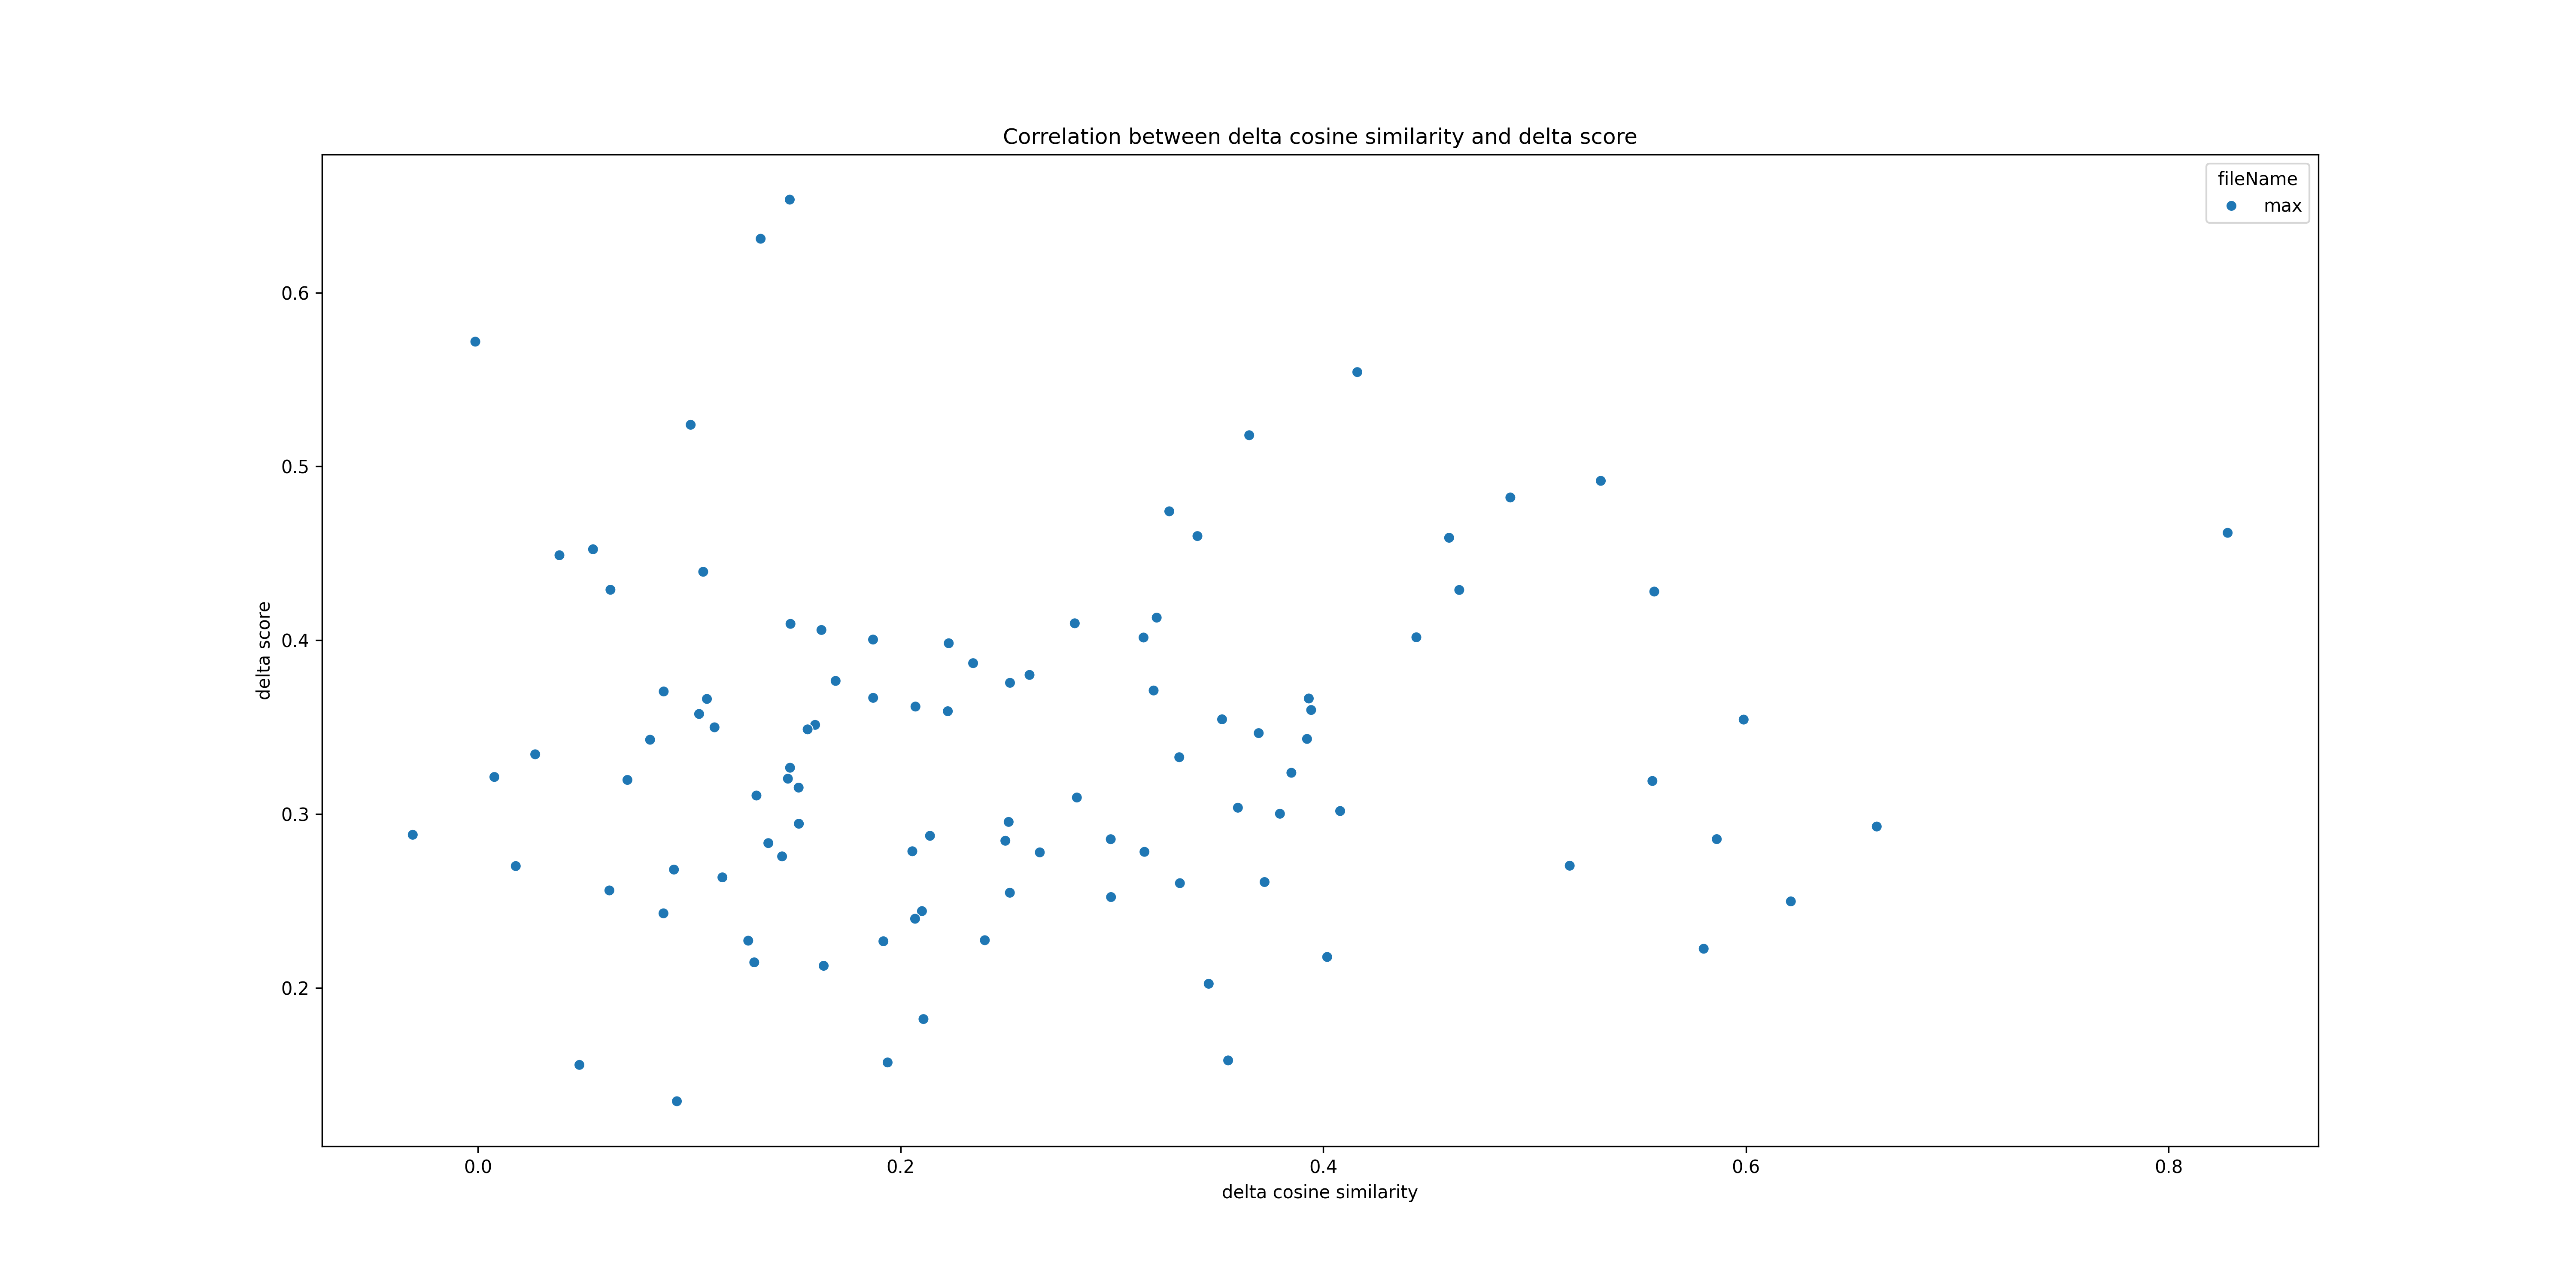 Correlation between delta cosine similarity and delta score
fileName
max
0.6
0.5
0.4
0.3
0.2
delta score
0.0
0.2
0.4
0.6
0.8
delta cosine similarity